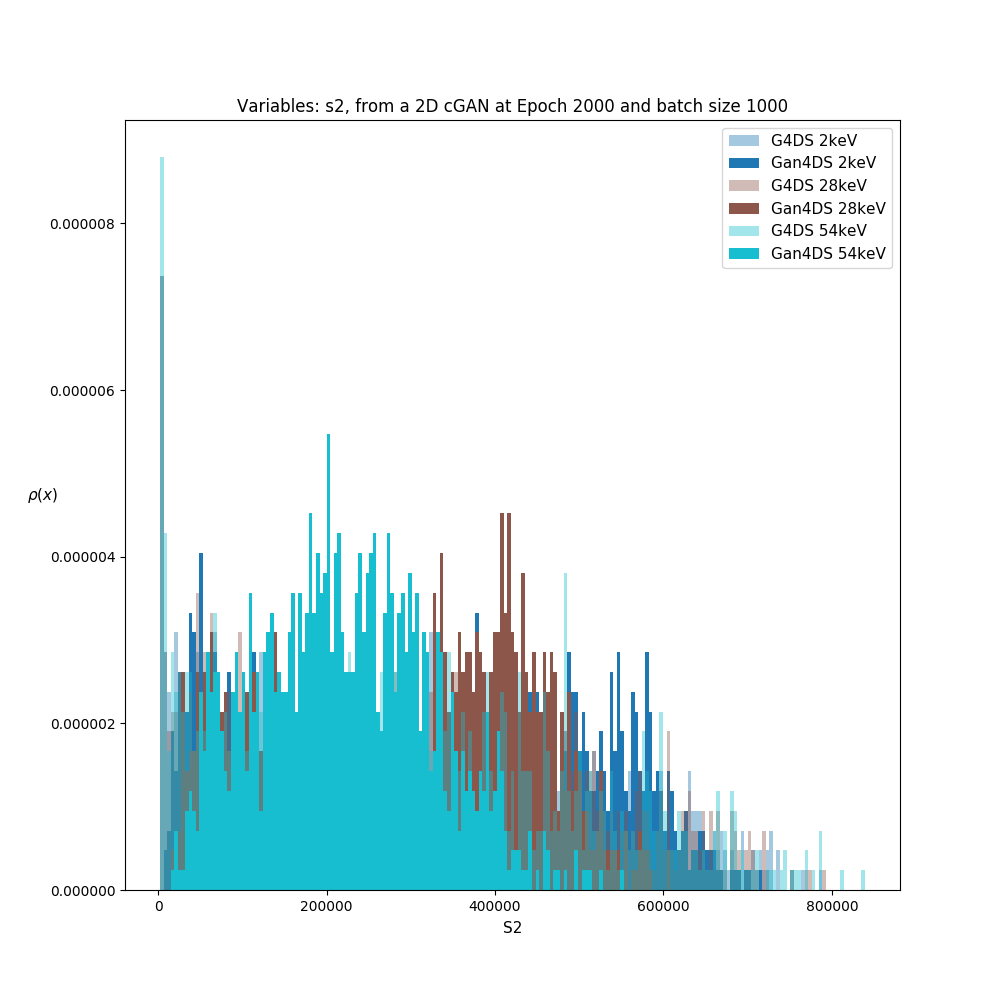 Variables: s2, from a 2D cGAN at Epoch 2000 and batch size 1000
G4DS 2keV
Gan4DS 2keV
G4DS 28keV
Gan4DS 28keV
G4DS 54keV
Gan4DS 54keV
0.000008
0.000006
ρ(x)
0.000004
0.000002
0.000000
0 200000 400000 600000 800000
S2